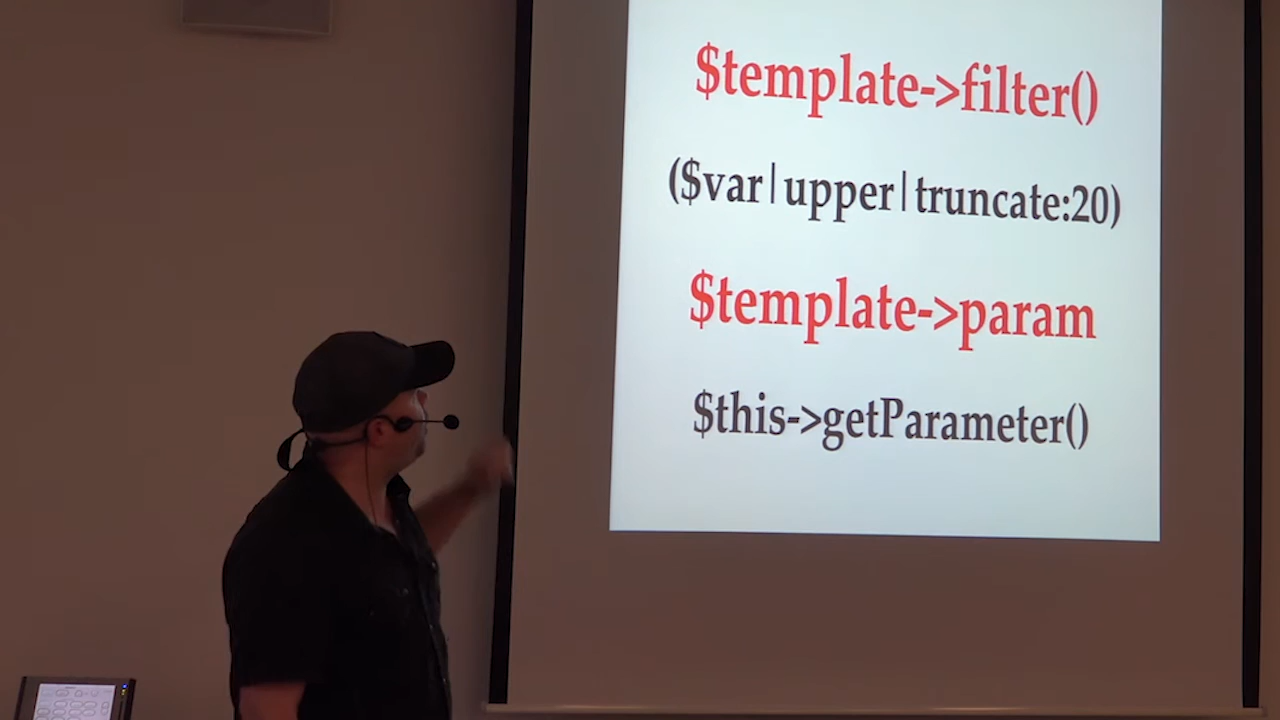 $template->filter()
($var|upper|truncate:20)
$template->param
$this->getParameter()